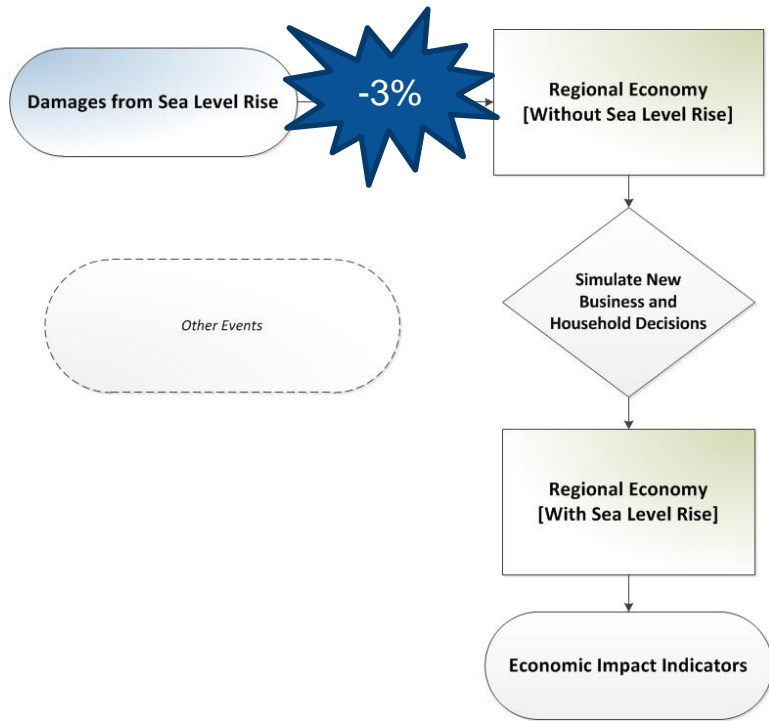 Damages from Sea Level Rise
-3%
Regional Economy
[Without Sea Level Rise]
Other Events
Simulate New
Business and
Household Decisions
Regional Economy
[With Sea Level Rise]
Economic Impact Indicators